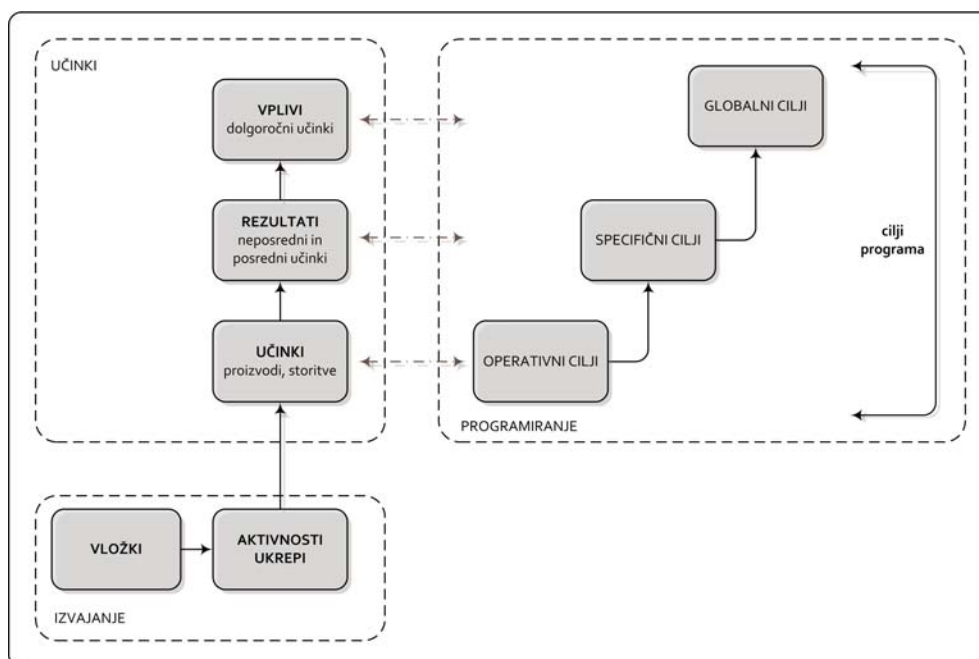 UČINKI
VPLIVI
dolgoročni učinki
REZULTATI
neposredni in
posredni učinki
UČINKI
proizvodi, storitve
GLOBALNI CILJI
SPECIFIČNI CILJI
OPERATIVNI CILJI
cilji
programa
PROGRAMIRANJE
VLOŽKI
AKTIVNOSTI
UKREPI
IZVAJANJE